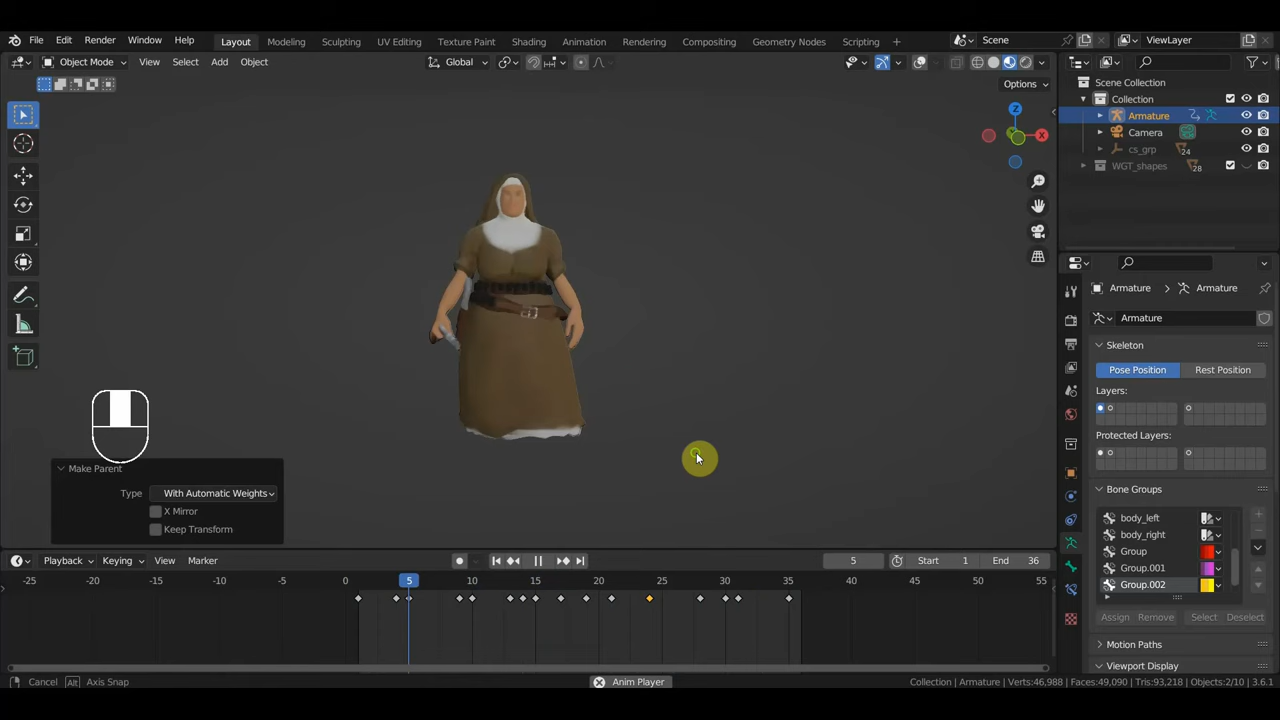 File Edit Render Window Help Layout Modeling Sculpting UV Editing Texture Paint Shading Animation Rendering Compositing Geometry Nodes Scripting + Scene ViewLayer
Object Mode View Select Add Object Global
Options
Z
X
Scene Collection
Collection
Armature
Camera
cs_grp 24
WGT_shapes 28
Armature > Armature
Armature
Skeleton
Pose Position Rest Position
Layers:
Protected Layers:
Bone Groups
body_left
body_right
Group
Group.001
Group.002
Assign Remove Select Deselect
Motion Paths
Viewport Display
Make Parent
Type With Automatic Weights
X Mirror
Keep Transform
Playback Keying View Marker 5 Start 1 End 36
-25 -20 -15 -10 -5 0 5 10 15 20 25 30 35 40 45 50 55
Cancel Alt Axis Snap Anim Player Collection | Armature | Verts:46,988 | Faces:49,090 | Tris:93,218 | Objects:2/10 | 3.6.1